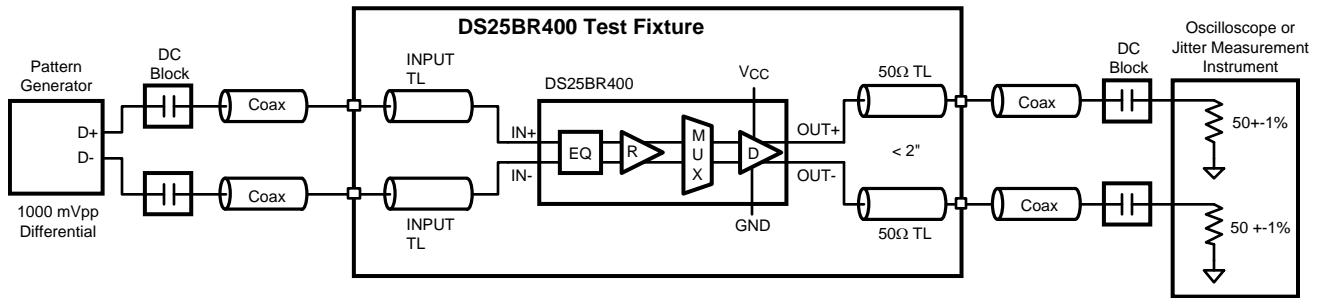 DS25BR400 Test Fixture
Pattern
Generator
D+
D-
1000 mVpp
Differential
DC
Block
Coax
Coax
INPUT
TL
INPUT
TL
DS25BR400
IN+
IN-
EQ
R
M
U
X
D
VCC
GND
OUT+
OUT-
50Ω TL
< 2"
50Ω TL
Coax
Coax
DC
Block
Oscilloscope or
Jitter Measurement
Instrument
50+-1%
50 +-1%